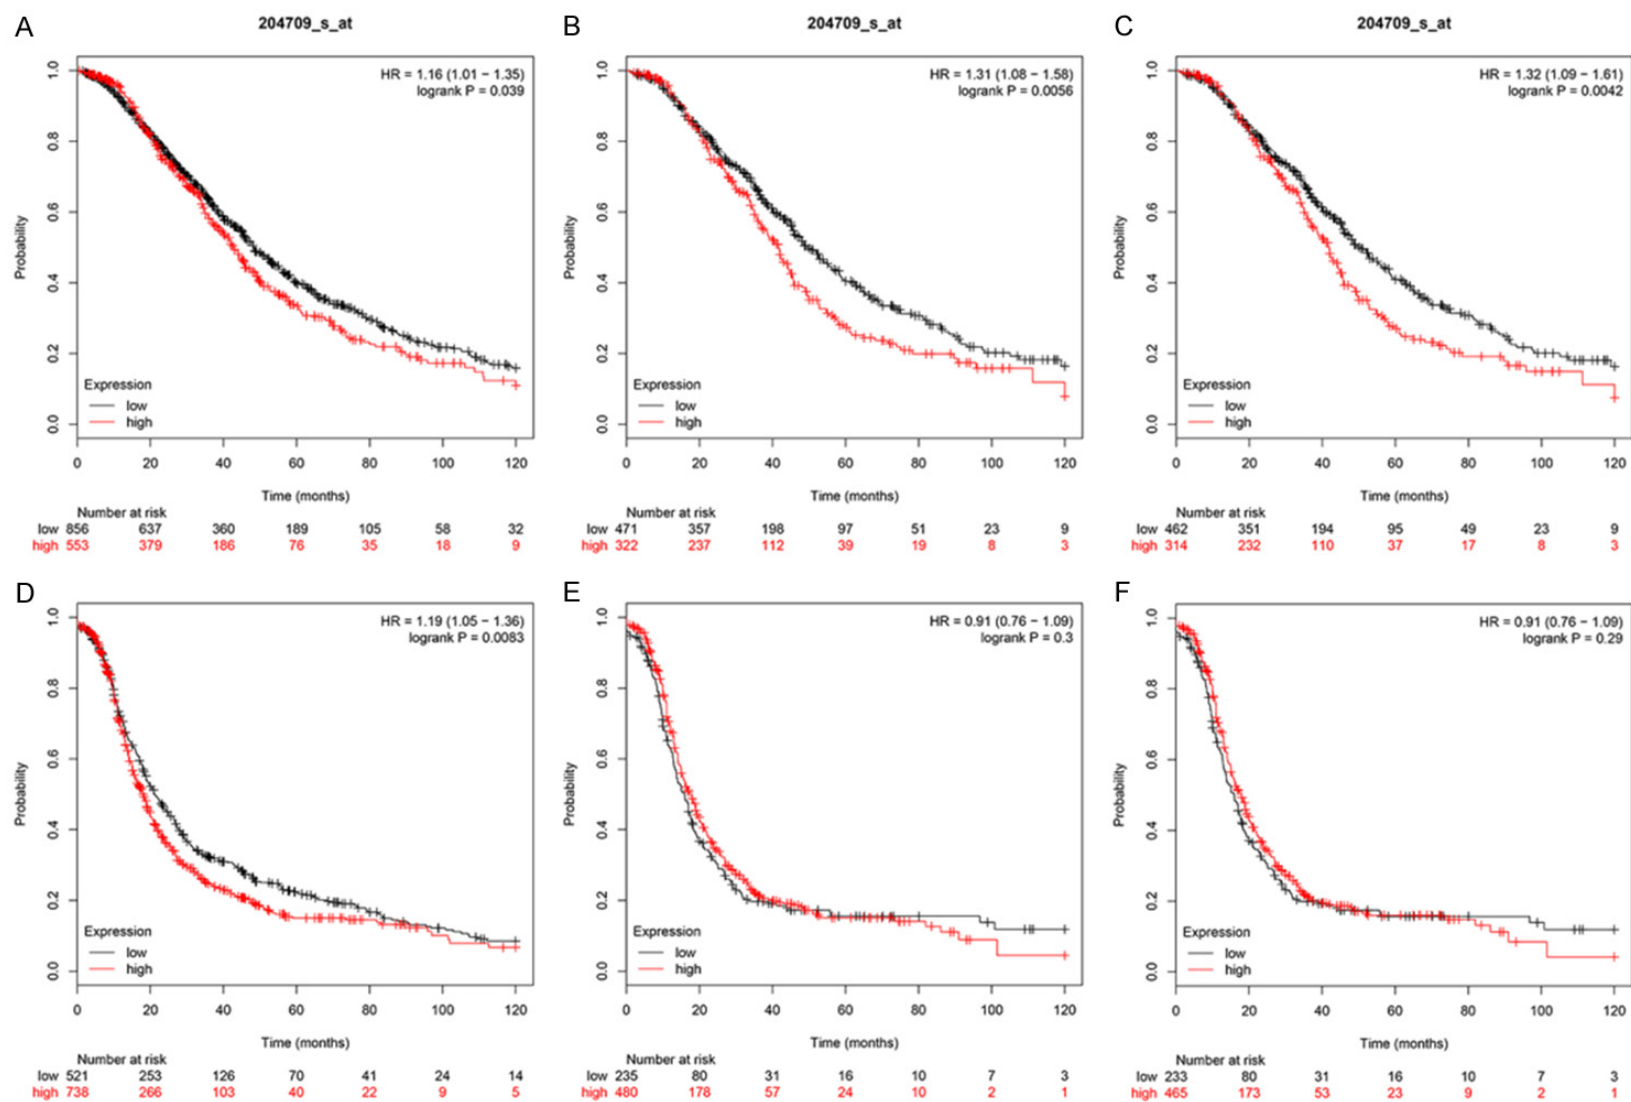 A
204709_s_at
HR = 1.16 (1.01 − 1.35)
logrank P = 0.039
Probability
1.0
0.8
0.6
0.4
0.2
0.0
Expression
low
high
0 20 40 60 80 100 120
Time (months)
Number at risk
low 856 637 360 189 105 58 32
high 553 379 186 76 35 18 9
B
204709_s_at
HR = 1.31 (1.08 − 1.58)
logrank P = 0.0056
Probability
1.0
0.8
0.6
0.4
0.2
0.0
Expression
low
high
0 20 40 60 80 100 120
Time (months)
Number at risk
low 471 357 198 97 51 23 9
high 322 237 112 39 19 8 3
C
204709_s_at
HR = 1.32 (1.09 − 1.61)
logrank P = 0.0042
Probability
1.0
0.8
0.6
0.4
0.2
0.0
Expression
low
high
0 20 40 60 80 100 120
Time (months)
Number at risk
low 462 351 194 95 49 23 9
high 314 232 110 37 17 8 3
D
HR = 1.19 (1.05 − 1.36)
logrank P = 0.0083
Probability
1.0
0.8
0.6
0.4
0.2
0.0
Expression
low
high
0 20 40 60 80 100 120
Time (months)
Number at risk
low 521 253 126 70 41 24 14
high 738 266 103 40 22 9 5
E
HR = 0.91 (0.76 − 1.09)
logrank P = 0.3
Probability
1.0
0.8
0.6
0.4
0.2
0.0
Expression
low
high
0 20 40 60 80 100 120
Time (months)
Number at risk
low 235 80 31 16 10 7 3
high 480 178 57 24 10 2 1
F
HR = 0.91 (0.76 − 1.09)
logrank P = 0.29
Probability
1.0
0.8
0.6
0.4
0.2
0.0
Expression
low
high
0 20 40 60 80 100 120
Time (months)
Number at risk
low 233 80 31 16 10 7 3
high 465 173 53 23 9 2 1